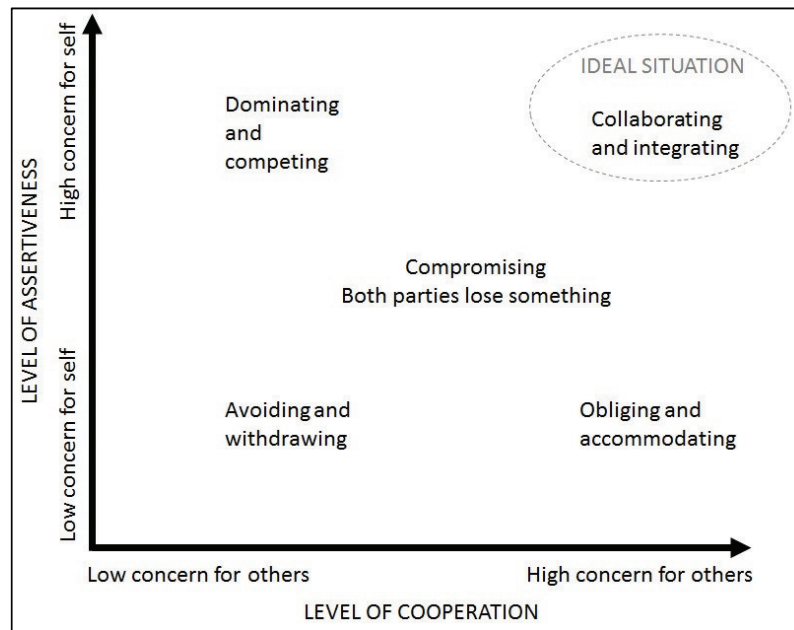 IDEAL SITUATION
Dominating
and
competing
Collaborating
and integrating
Compromising
Both parties lose something
Avoiding and
withdrawing
Obliging and
accommodating
LEVEL OF ASSERTIVENESS
High concern for self
Low concern for self
Low concern for others
High concern for others
LEVEL OF COOPERATION